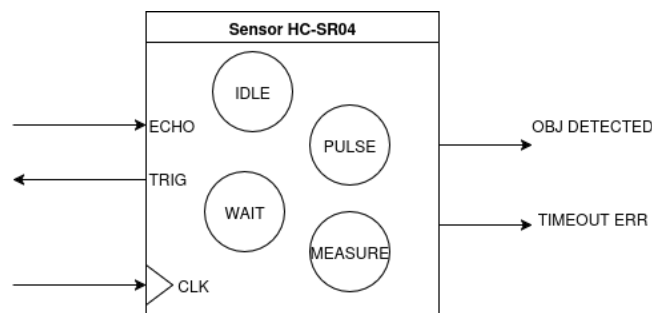 Sensor HC-SR04
IDLE
ECHO
OBJ DETECTED
PULSE
TRIG
WAIT
TIMEOUT ERR
MEASURE
CLK